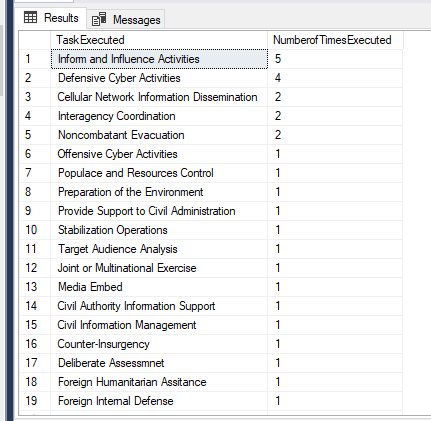 Results Messages
TaskExecuted NumberofTimesExecuted
1 Inform and Influence Activities 5
2 Defensive Cyber Activities 4
3 Cellular Network Information Dissemination 2
4 Interagency Coordination 2
5 Noncombatant Evacuation 2
6 Offensive Cyber Activities 1
7 Populace and Resources Control 1
8 Preparation of the Environment 1
9 Provide Support to Civil Administration 1
10 Stabilization Operations 1
11 Target Audience Analysis 1
12 Joint or Multinational Exercise 1
13 Media Embed 1
14 Civil Authority Information Support 1
15 Civil Information Management 1
16 Counter-Insurgency 1
17 Deliberate Assessmnet 1
18 Foreign Humanitarian Assitance 1
19 Foreign Internal Defense 1